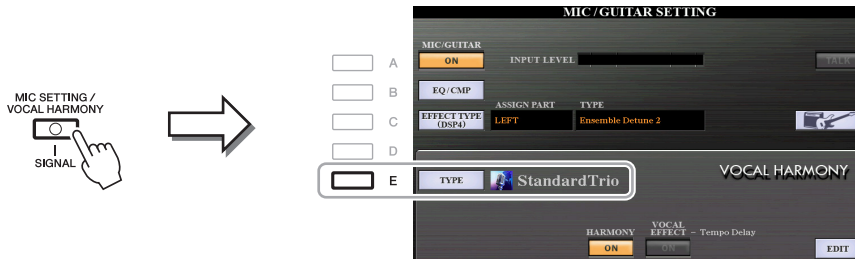 MIC / GUITAR SETTING
MIC/GUITAR
ON
INPUT LEVEL
TALK
A
EQ/CMP
B
ASSIGN PART
TYPE
EFFECT TYPE
(DSP4)
LEFT
Ensemble Detune 2
C
D
E
TYPE
StandardTrio
VOCAL HARMONY
HARMONY
ON
VOCAL
EFFECT – Tempo Delay
ON
EDIT
MIC SETTING /
VOCAL HARMONY
SIGNAL